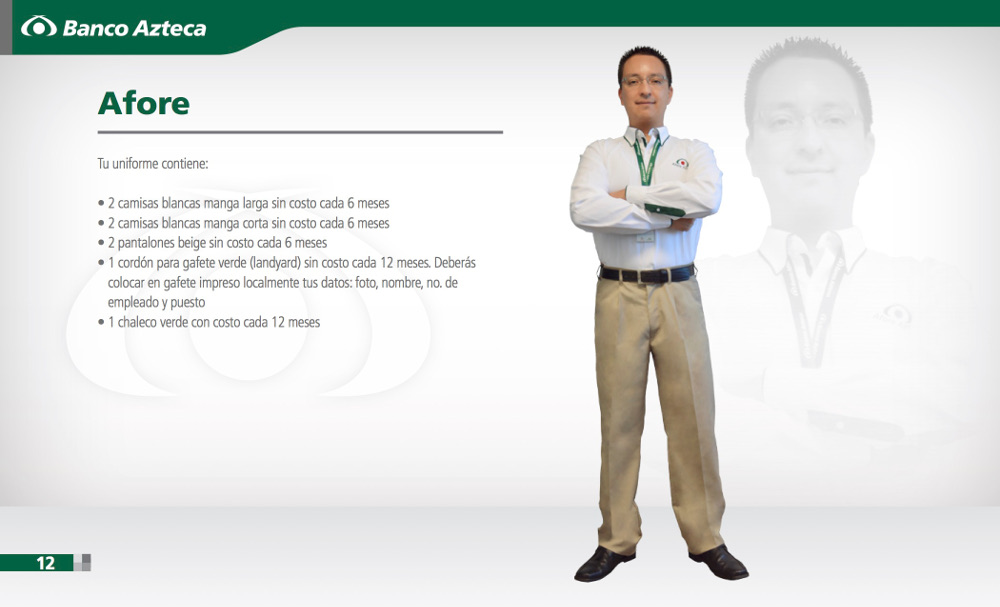 Banco Azteca
Afore
Tu uniforme contiene:
• 2 camisas blancas manga larga sin costo cada 6 meses
• 2 camisas blancas manga corta sin costo cada 6 meses
• 2 pantalones beige sin costo cada 6 meses
• 1 cordón para gafete verde (landyard) sin costo cada 12 meses. Deberás
colocar en gafete impreso localmente tus datos: foto, nombre, no. de
empleado y puesto
• 1 chaleco verde con costo cada 12 meses
12